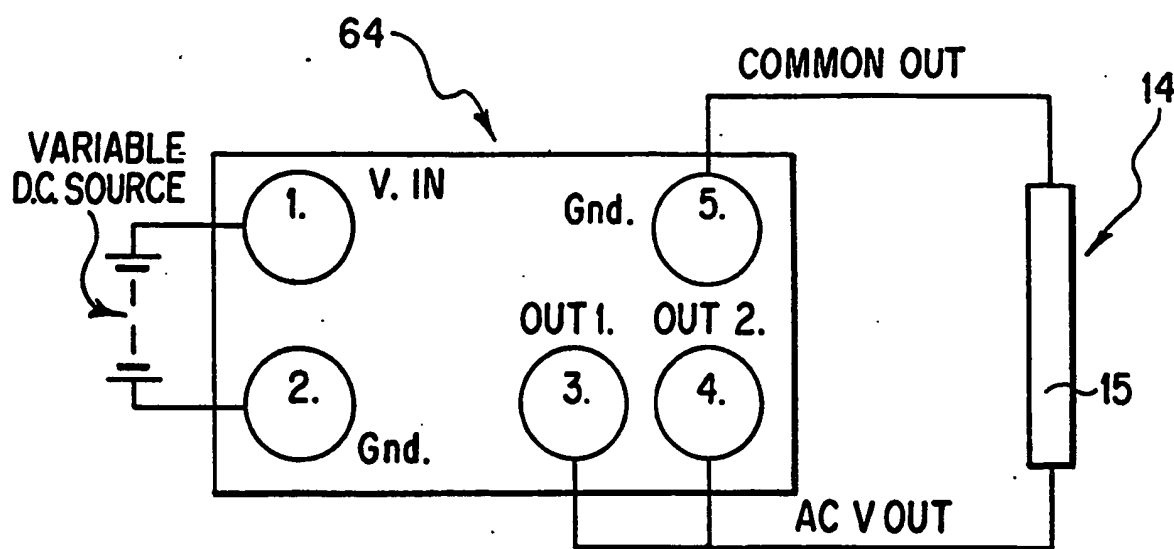 64
COMMON OUT
14
VARIABLE
D.C. SOURCE
1.
V. IN
Gnd.
5.
OUT 1.
OUT 2.
2.
Gnd.
3.
4.
15
AC V OUT